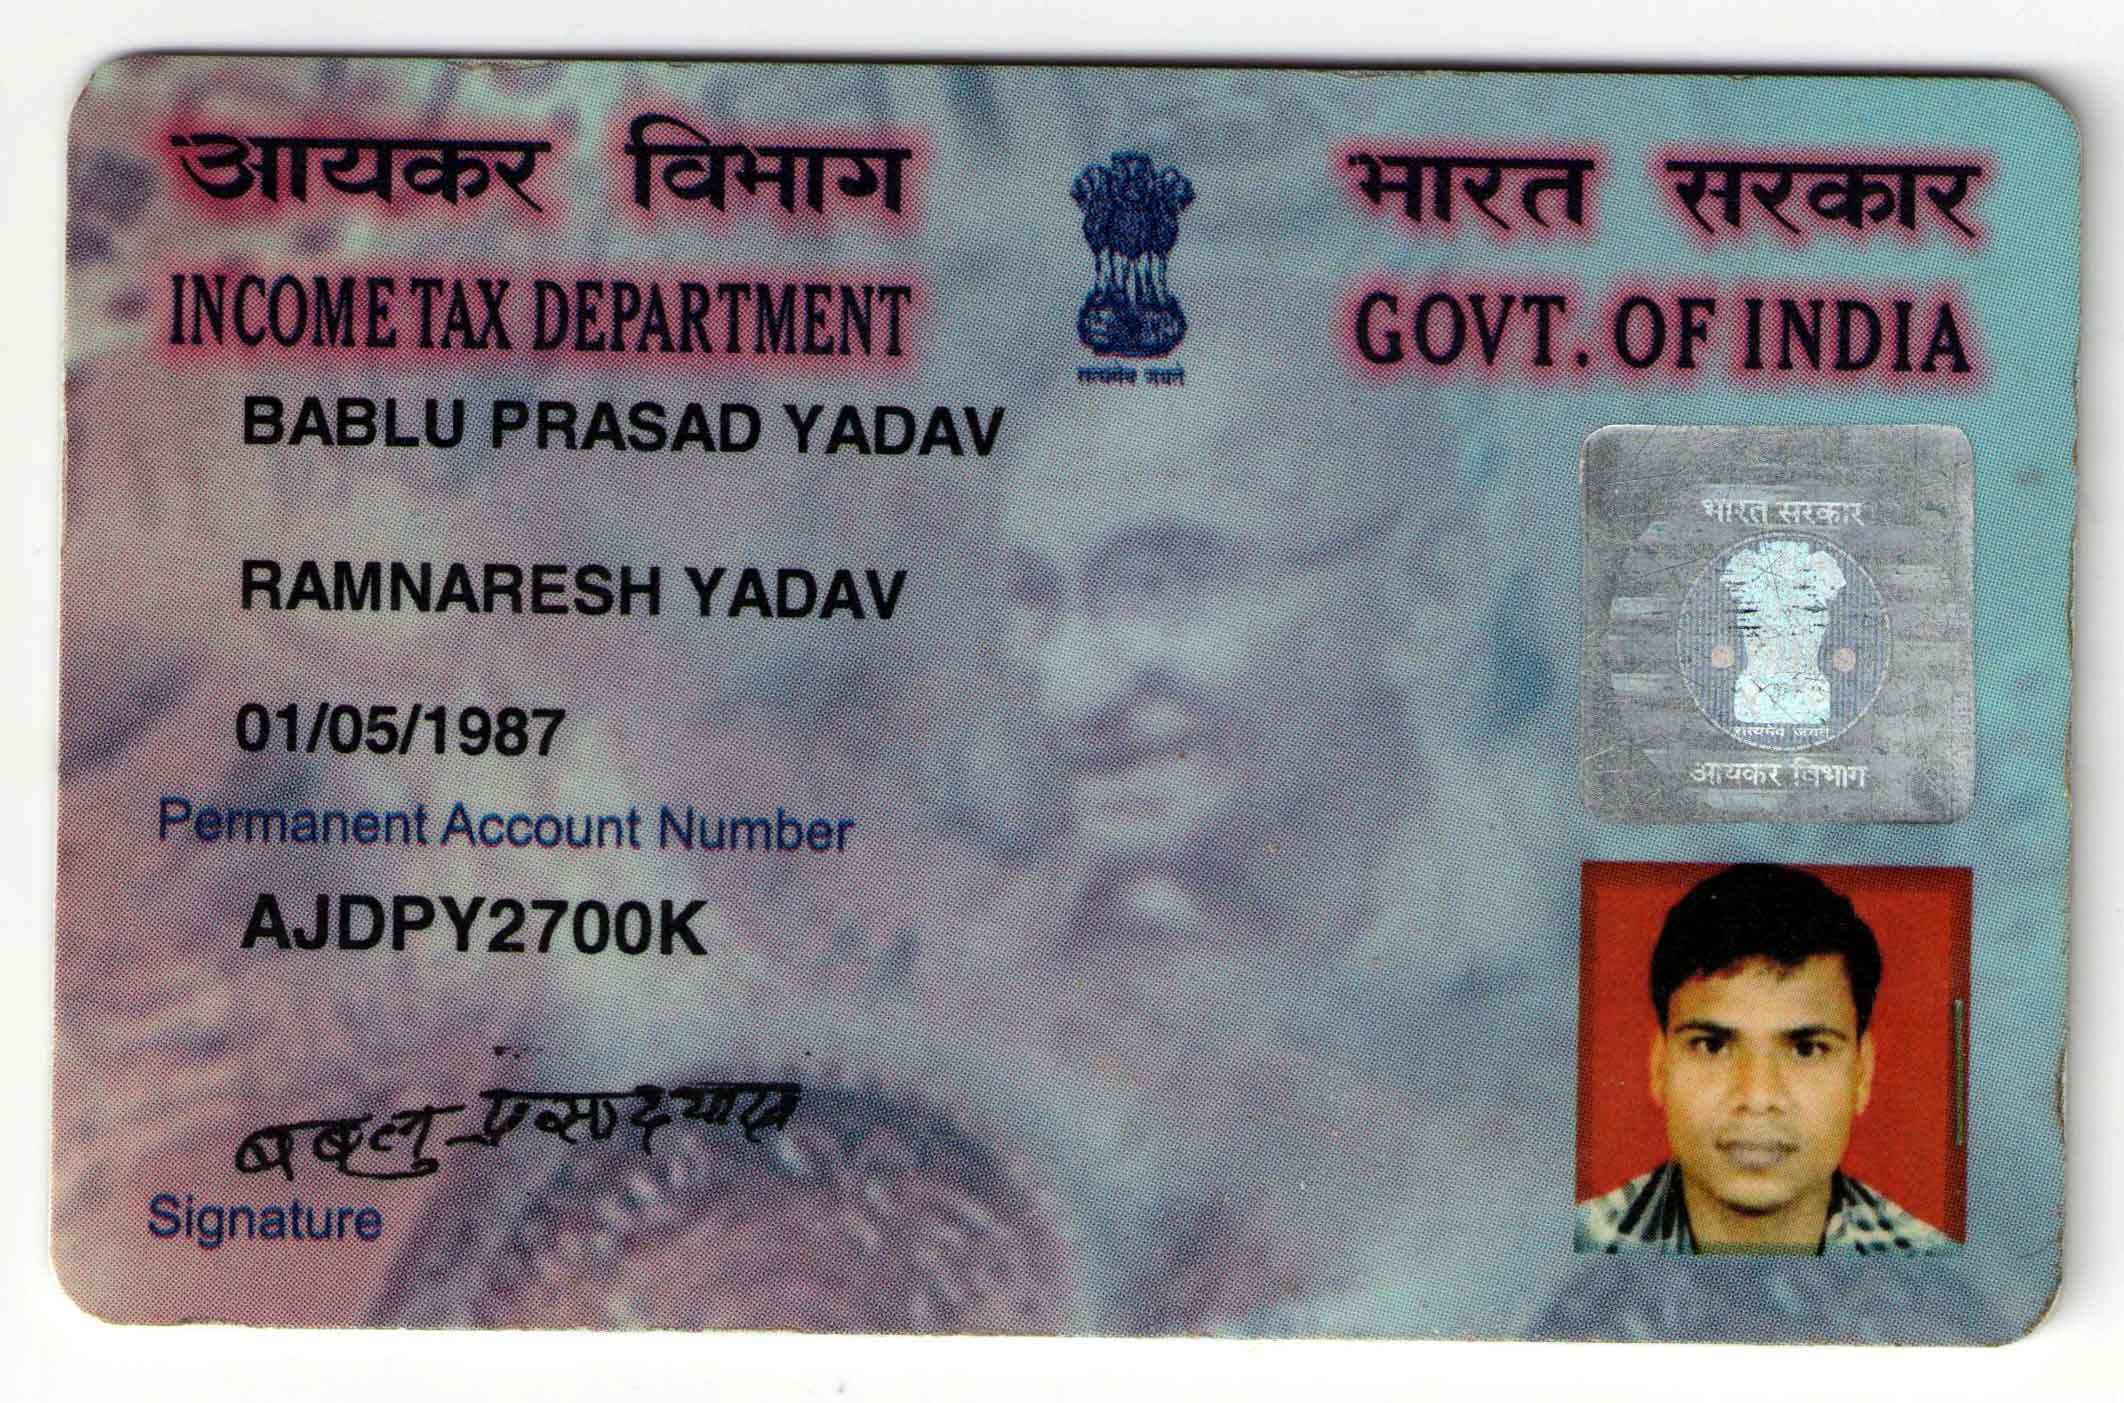 आयकर विभाग
भारत सरकार
INCOME TAX DEPARTMENT
GOVT. OF INDIA
सत्यमेव जयते
BABLU PRASAD YADAV
RAMNARESH YADAV
01/05/1987
Permanent Account Number
AJDPY2700K
भारत सरकार
सत्यमेव जयते
आयकर विभाग
बबलु प्रसाद यादव
Signature